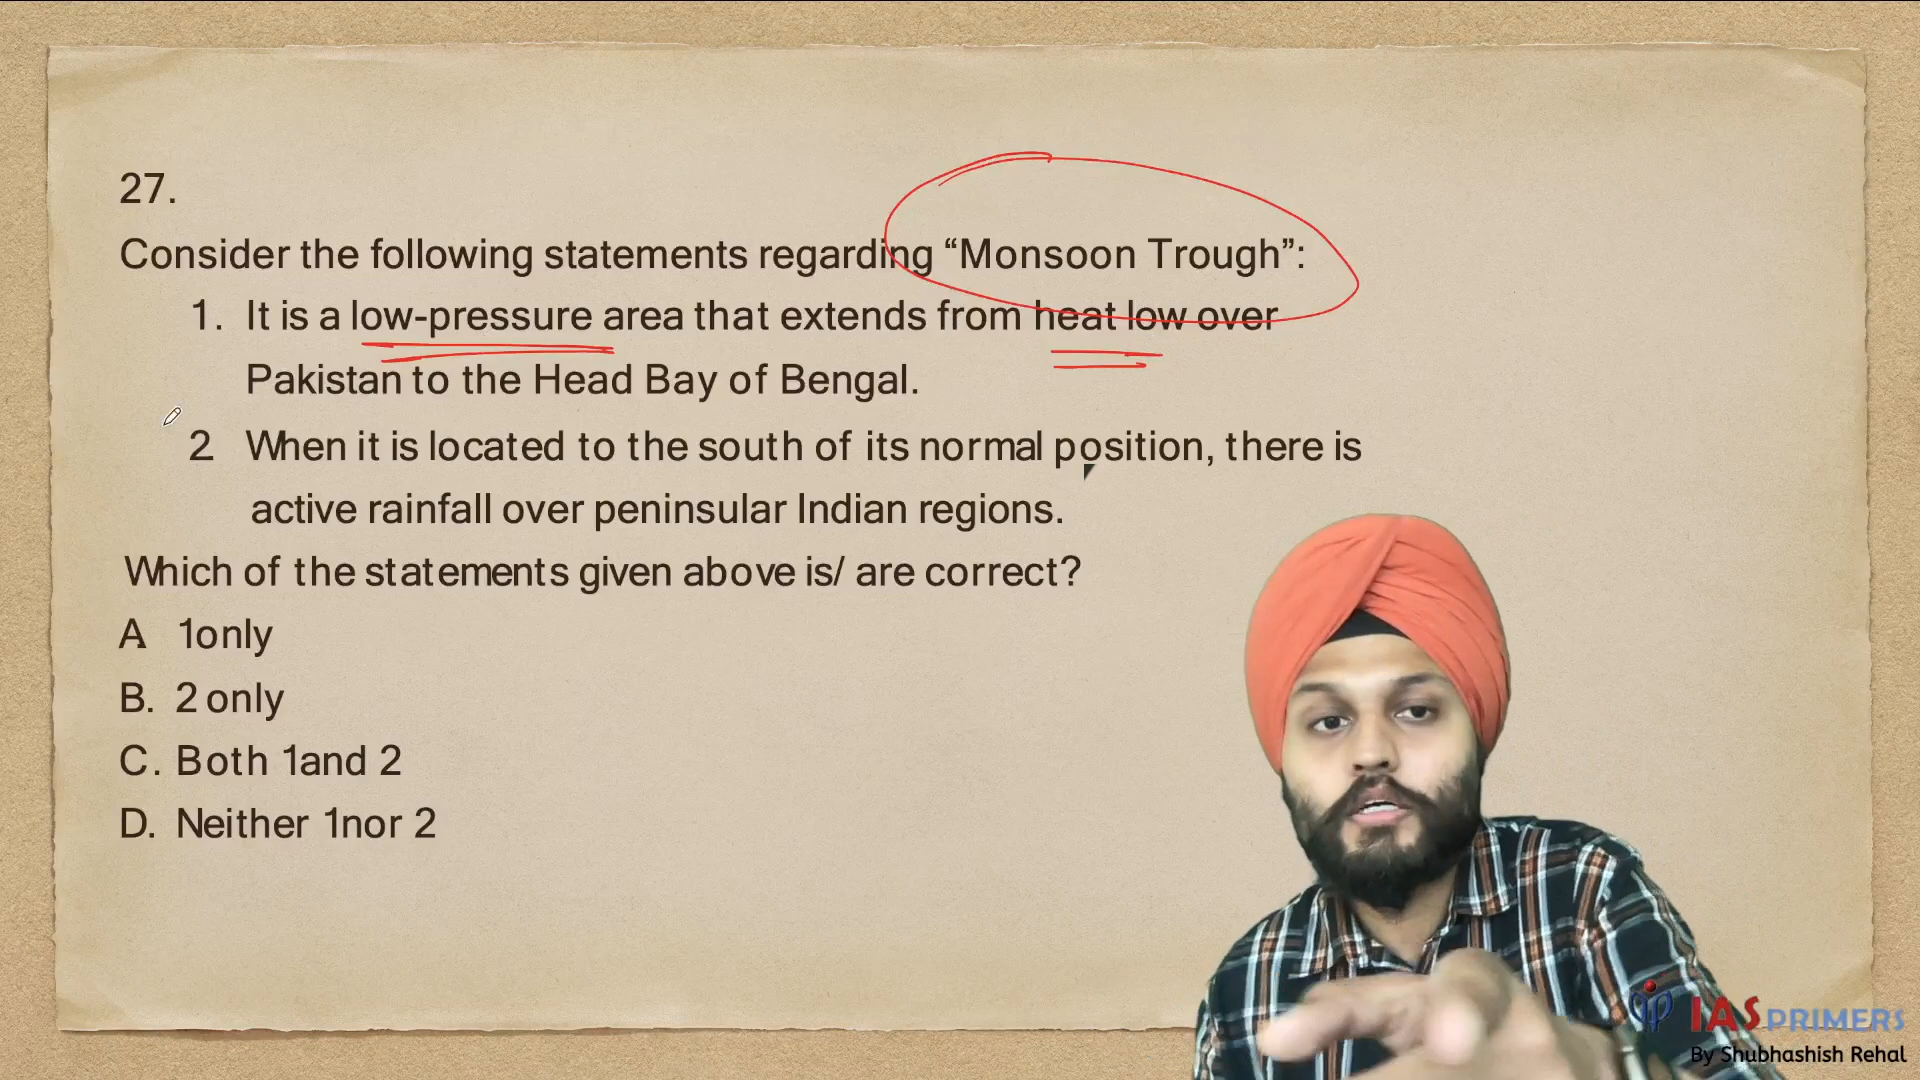 27.
Consider the following statements regarding “Monsoon Trough”:
1. It is a low-pressure area that extends from heat low over
Pakistan to the Head Bay of Bengal.
2 When it is located to the south of its normal position, there is
active rainfall over peninsular Indian regions.
Which of the statements given above is/ are correct?
A 1only
B. 2 only
C. Both 1and 2
D. Neither 1nor 2
IAS PRIMERS
By Shubhashish Rehal